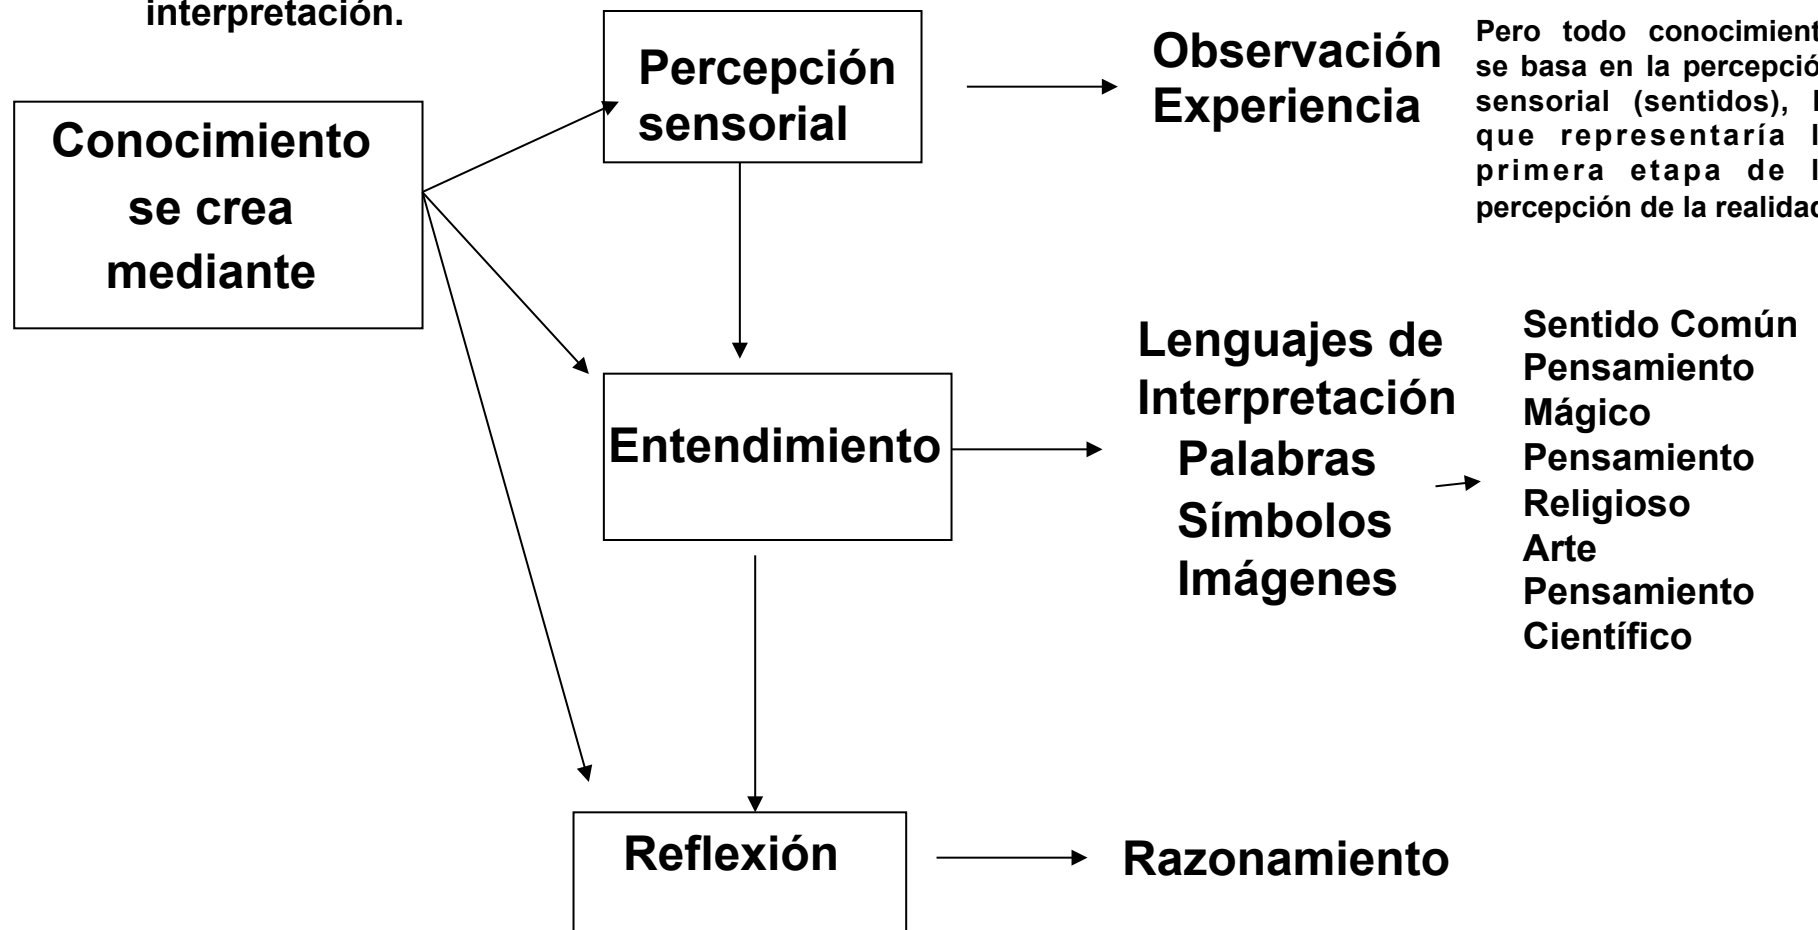 interpretación.
Conocimiento
se crea
mediante
Percepción
sensorial
Observación
Experiencia
Pero todo conocimient
se basa en la percepció
sensorial (sentidos), l
que representaría l
primera etapa de l
percepción de la realidad
Entendimiento
Lenguajes de
Interpretación
Palabras
Símbolos
Imágenes
Sentido Común
Pensamiento
Mágico
Pensamiento
Religioso
Arte
Pensamiento
Científico
Reflexión
Razonamiento